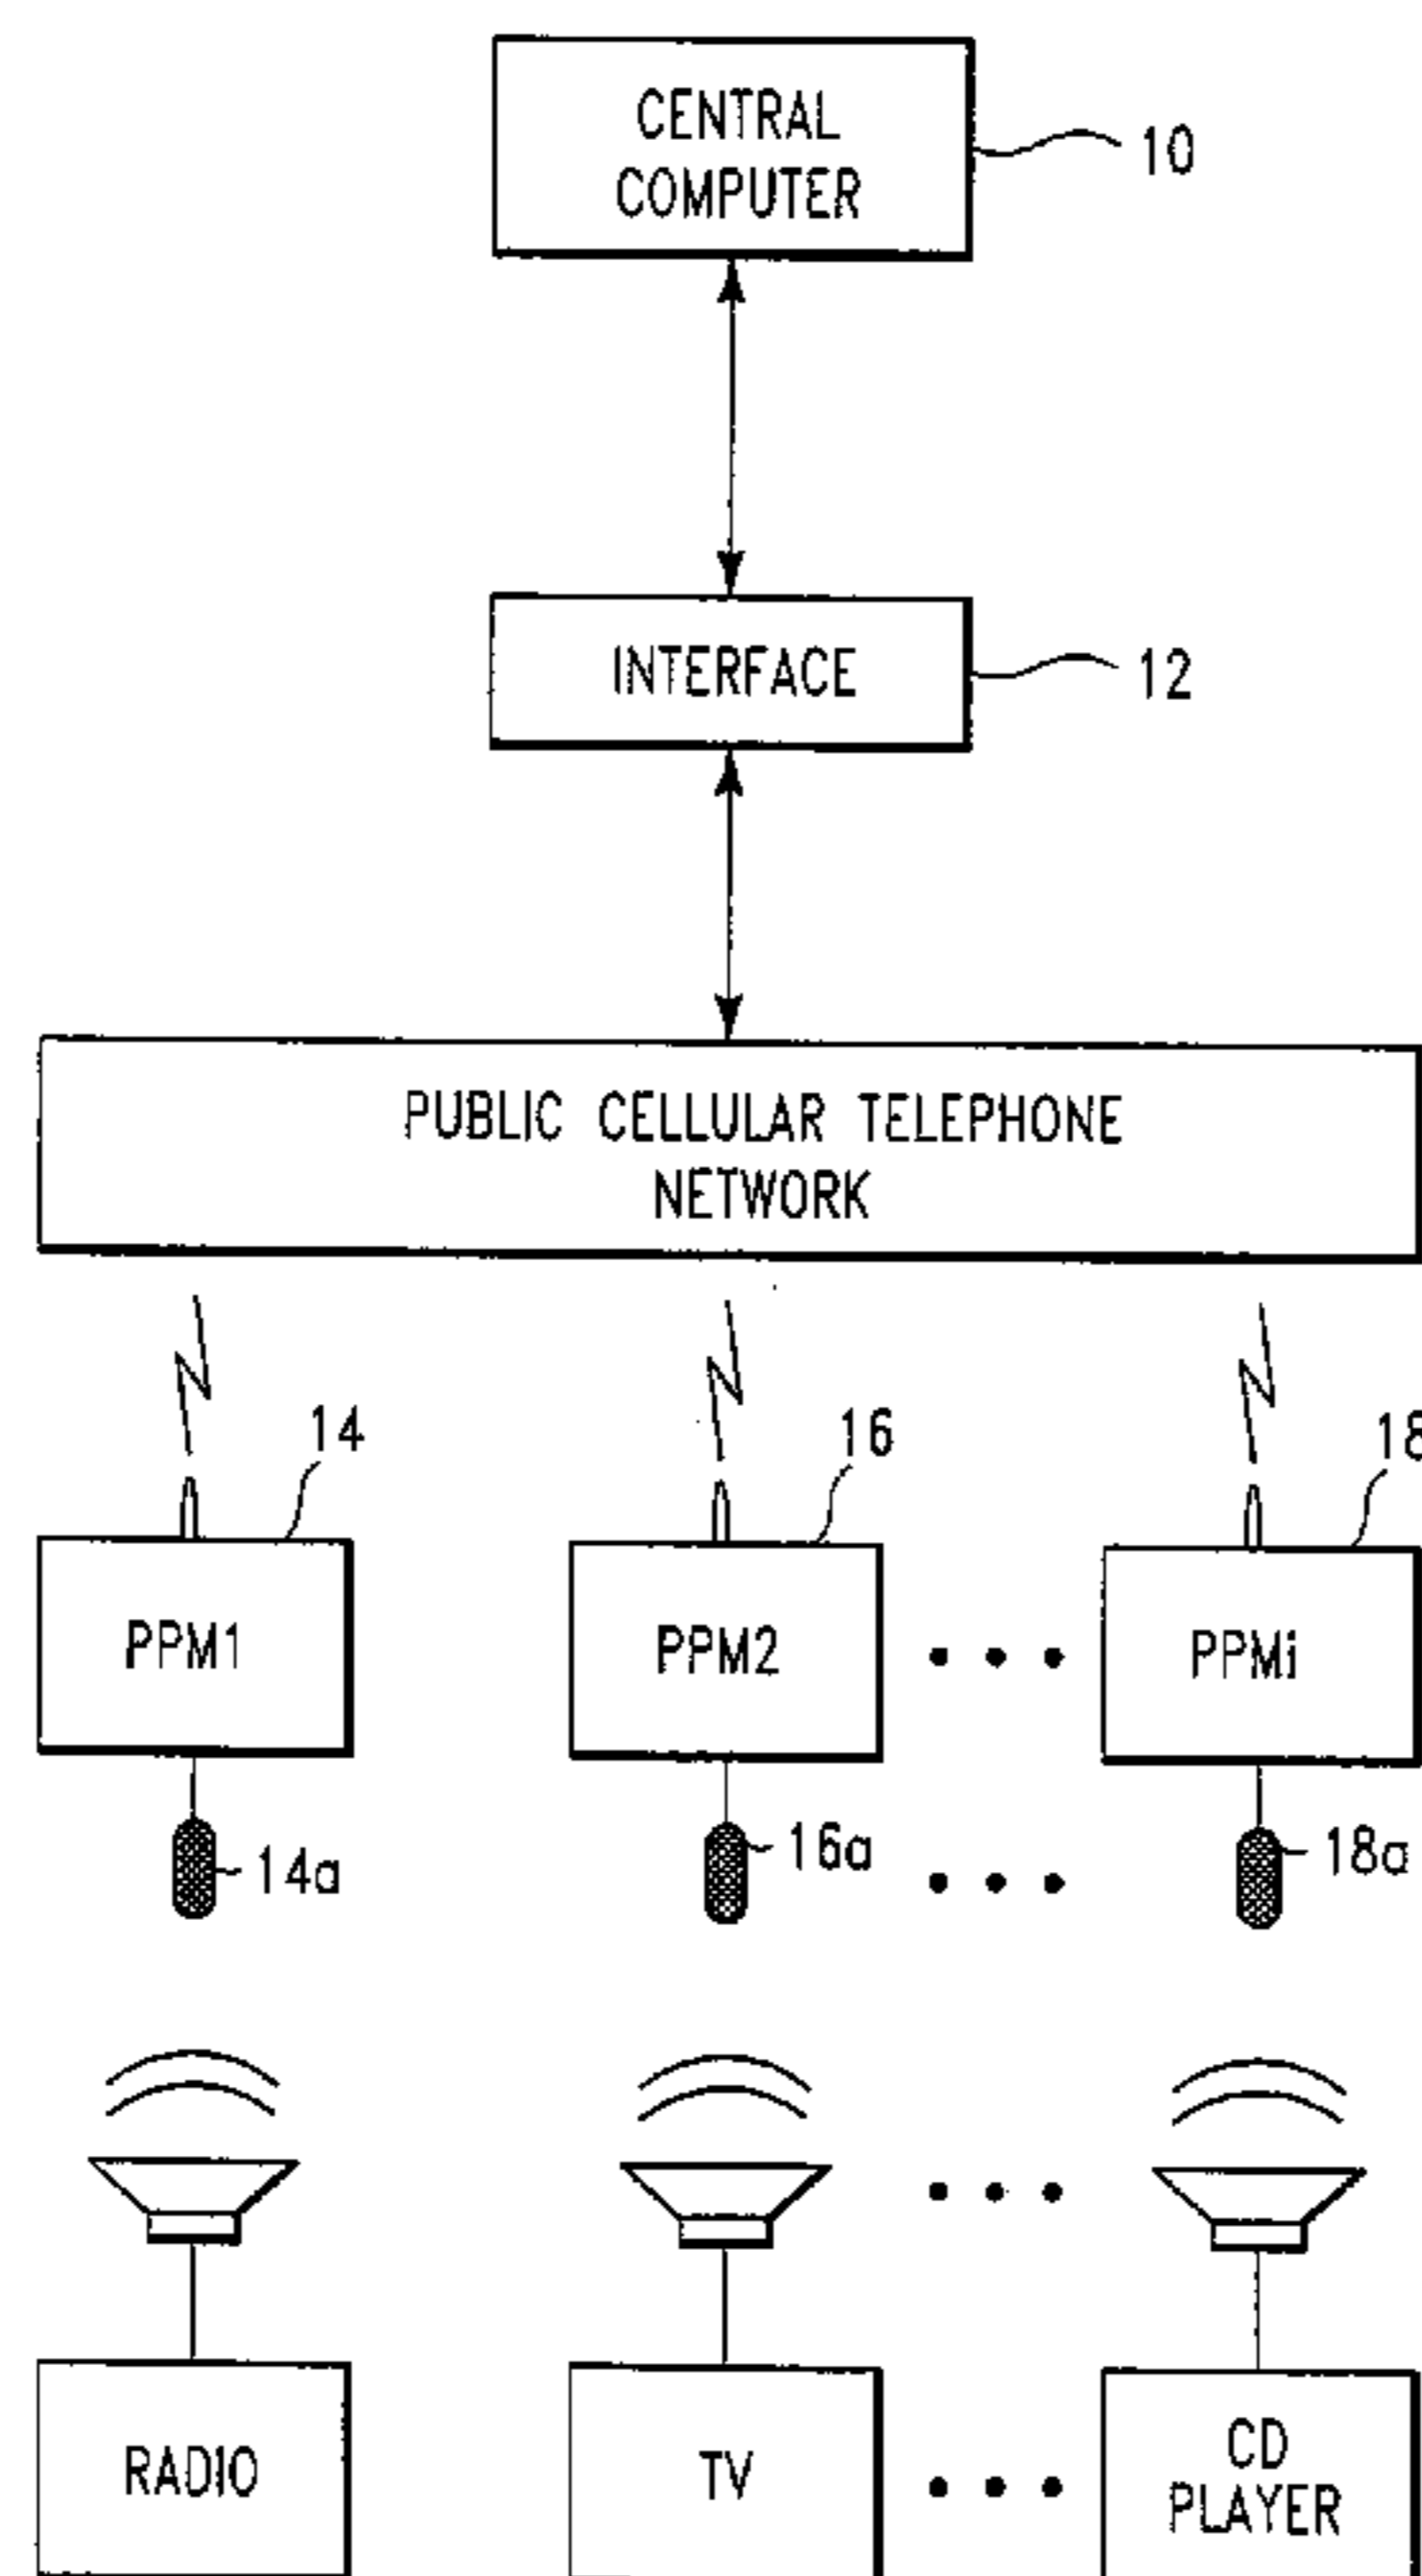 CENTRAL
COMPUTER
10
INTERFACE
12
PUBLIC CELLULAR TELEPHONE
NETWORK
14
16
18
PPM1
PPM2
PPMi
14a
16a
18a
RADIO
TV
CD
PLAYER